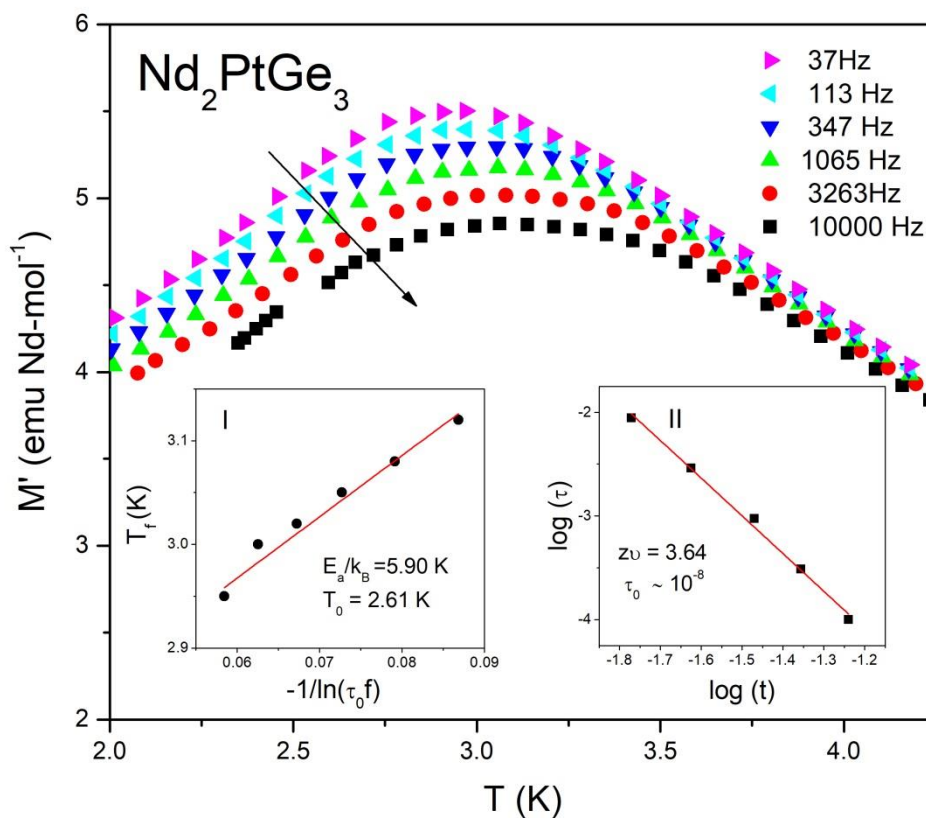 Nd₂PtGe₃
37Hz
113 Hz
347 Hz
1065 Hz
3263Hz
10000 Hz
M' (emu Nd-mol⁻¹)
6
5
4
3
2
2.0 2.5 3.0 3.5 4.0
T (K)
I
T_f (K)
3.1
3.0
2.9
E_a/k_B =5.90 K
T_0 = 2.61 K
0.06 0.07 0.08 0.09
-1/ln(τ₀f)
II
log (τ)
-2
-3
-4
zυ = 3.64
τ₀ ~ 10⁻⁸
-1.8 -1.7 -1.6 -1.5 -1.4 -1.3 -1.2
log (t)